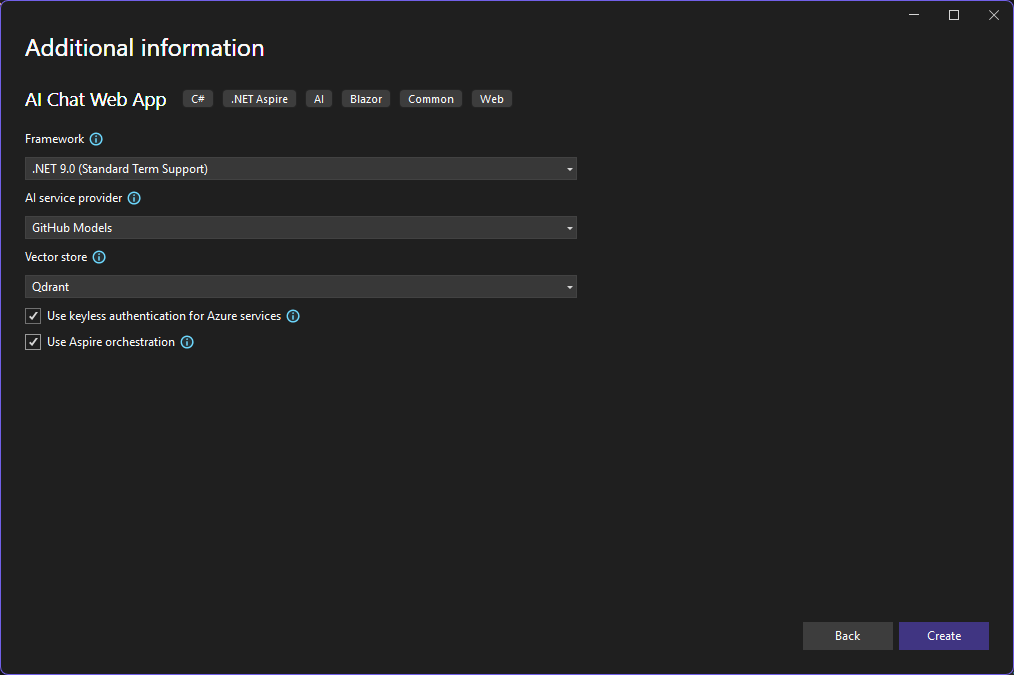 Additional information
AI Chat Web App C# .NET Aspire AI Blazor Common Web
Framework
.NET 9.0 (Standard Term Support)
AI service provider
GitHub Models
Vector store
Qdrant
Use keyless authentication for Azure services
Use Aspire orchestration
Back Create